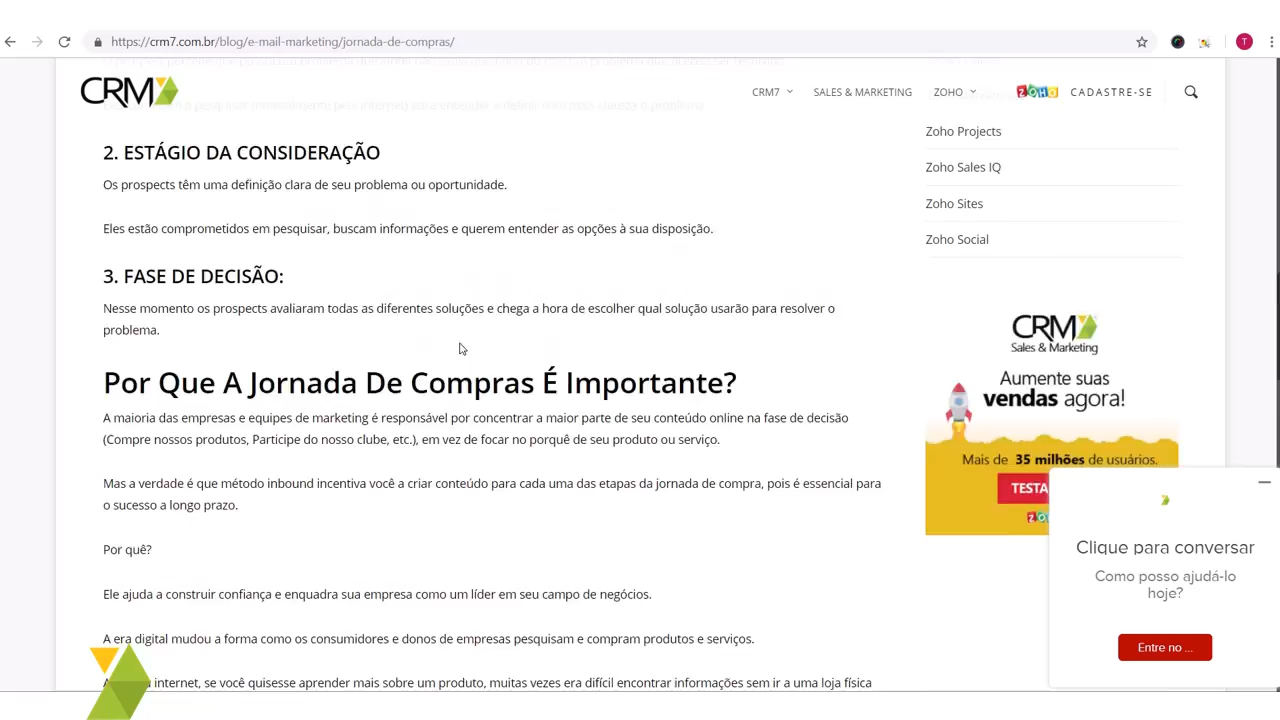 https://crm7.com.br/blog/e-mail-marketing/jornada-de-compras/
T
CRM
CRM7
SALES & MARKETING
ZOHO
ZOHO
CADASTRE-SE
2. ESTÁGIO DA CONSIDERAÇÃO
Os prospects têm uma definição clara de seu problema ou oportunidade.
Eles estão comprometidos em pesquisar, buscam informações e querem entender as opções à sua disposição.
3. FASE DE DECISÃO:
Nesse momento os prospects avaliaram todas as diferentes soluções e chega a hora de escolher qual solução usarão para resolver o
problema.
Por Que A Jornada De Compras É Importante?
A maioria das empresas e equipes de marketing é responsável por concentrar a maior parte de seu conteúdo online na fase de decisão
(Compre nossos produtos, Participe do nosso clube, etc.), em vez de focar no porquê de seu produto ou serviço.
Mas a verdade é que método inbound incentiva você a criar conteúdo para cada uma das etapas da jornada de compra, pois é essencial para
o sucesso a longo prazo.
Por quê?
Ele ajuda a construir confiança e enquadra sua empresa como um líder em seu campo de negócios.
A era digital mudou a forma como os consumidores e donos de empresas pesquisam e compram produtos e serviços.
internet, se você quisesse aprender mais sobre um produto, muitas vezes era difícil encontrar informações sem ir a uma loja física
Zoho Projects
Zoho Sales IQ
Zoho Sites
Zoho Social
CRM
Sales & Marketing
Aumente suas
vendas agora!
Mais de 35 milhões de usuários.
TESTA
Clique para conversar
Como posso ajudá-lo
hoje?
Entre no ...